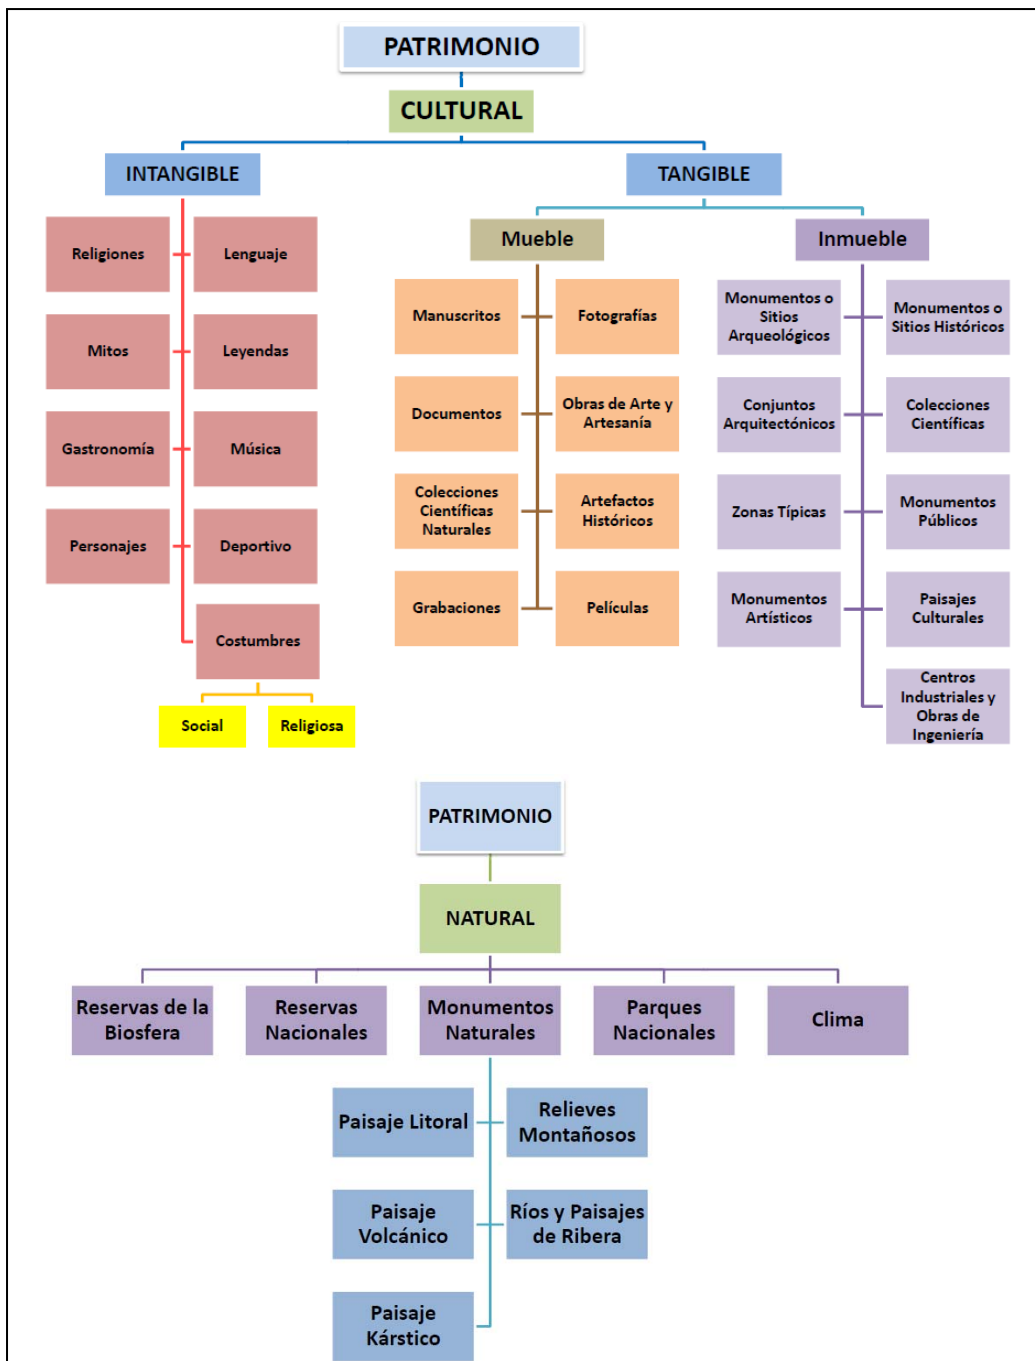 PATRIMONIO
CULTURAL
INTANGIBLE
TANGIBLE
Mueble
Inmueble
Religiones
Lenguaje
Mitos
Leyendas
Gastronomía
Música
Personajes
Deportivo
Costumbres
Social
Religiosa
Manuscritos
Fotografías
Documentos
Obras de Arte y
Artesanía
Colecciones
Científicas
Naturales
Artefactos
Históricos
Grabaciones
Películas
Monumentos o
Sitios
Arqueológicos
Monumentos o
Sitios Históricos
Conjuntos
Arquitectónicos
Colecciones
Científicas
Zonas Típicas
Monumentos
Públicos
Monumentos
Artísticos
Paisajes
Culturales
Centros
Industriales y
Obras de
Ingeniería
PATRIMONIO
NATURAL
Reservas de la
Biosfera
Reservas
Nacionales
Monumentos
Naturales
Parques
Nacionales
Clima
Paisaje Litoral
Relieves
Montañosos
Paisaje
Volcánico
Ríos y Paisajes
de Ribera
Paisaje
Kárstico